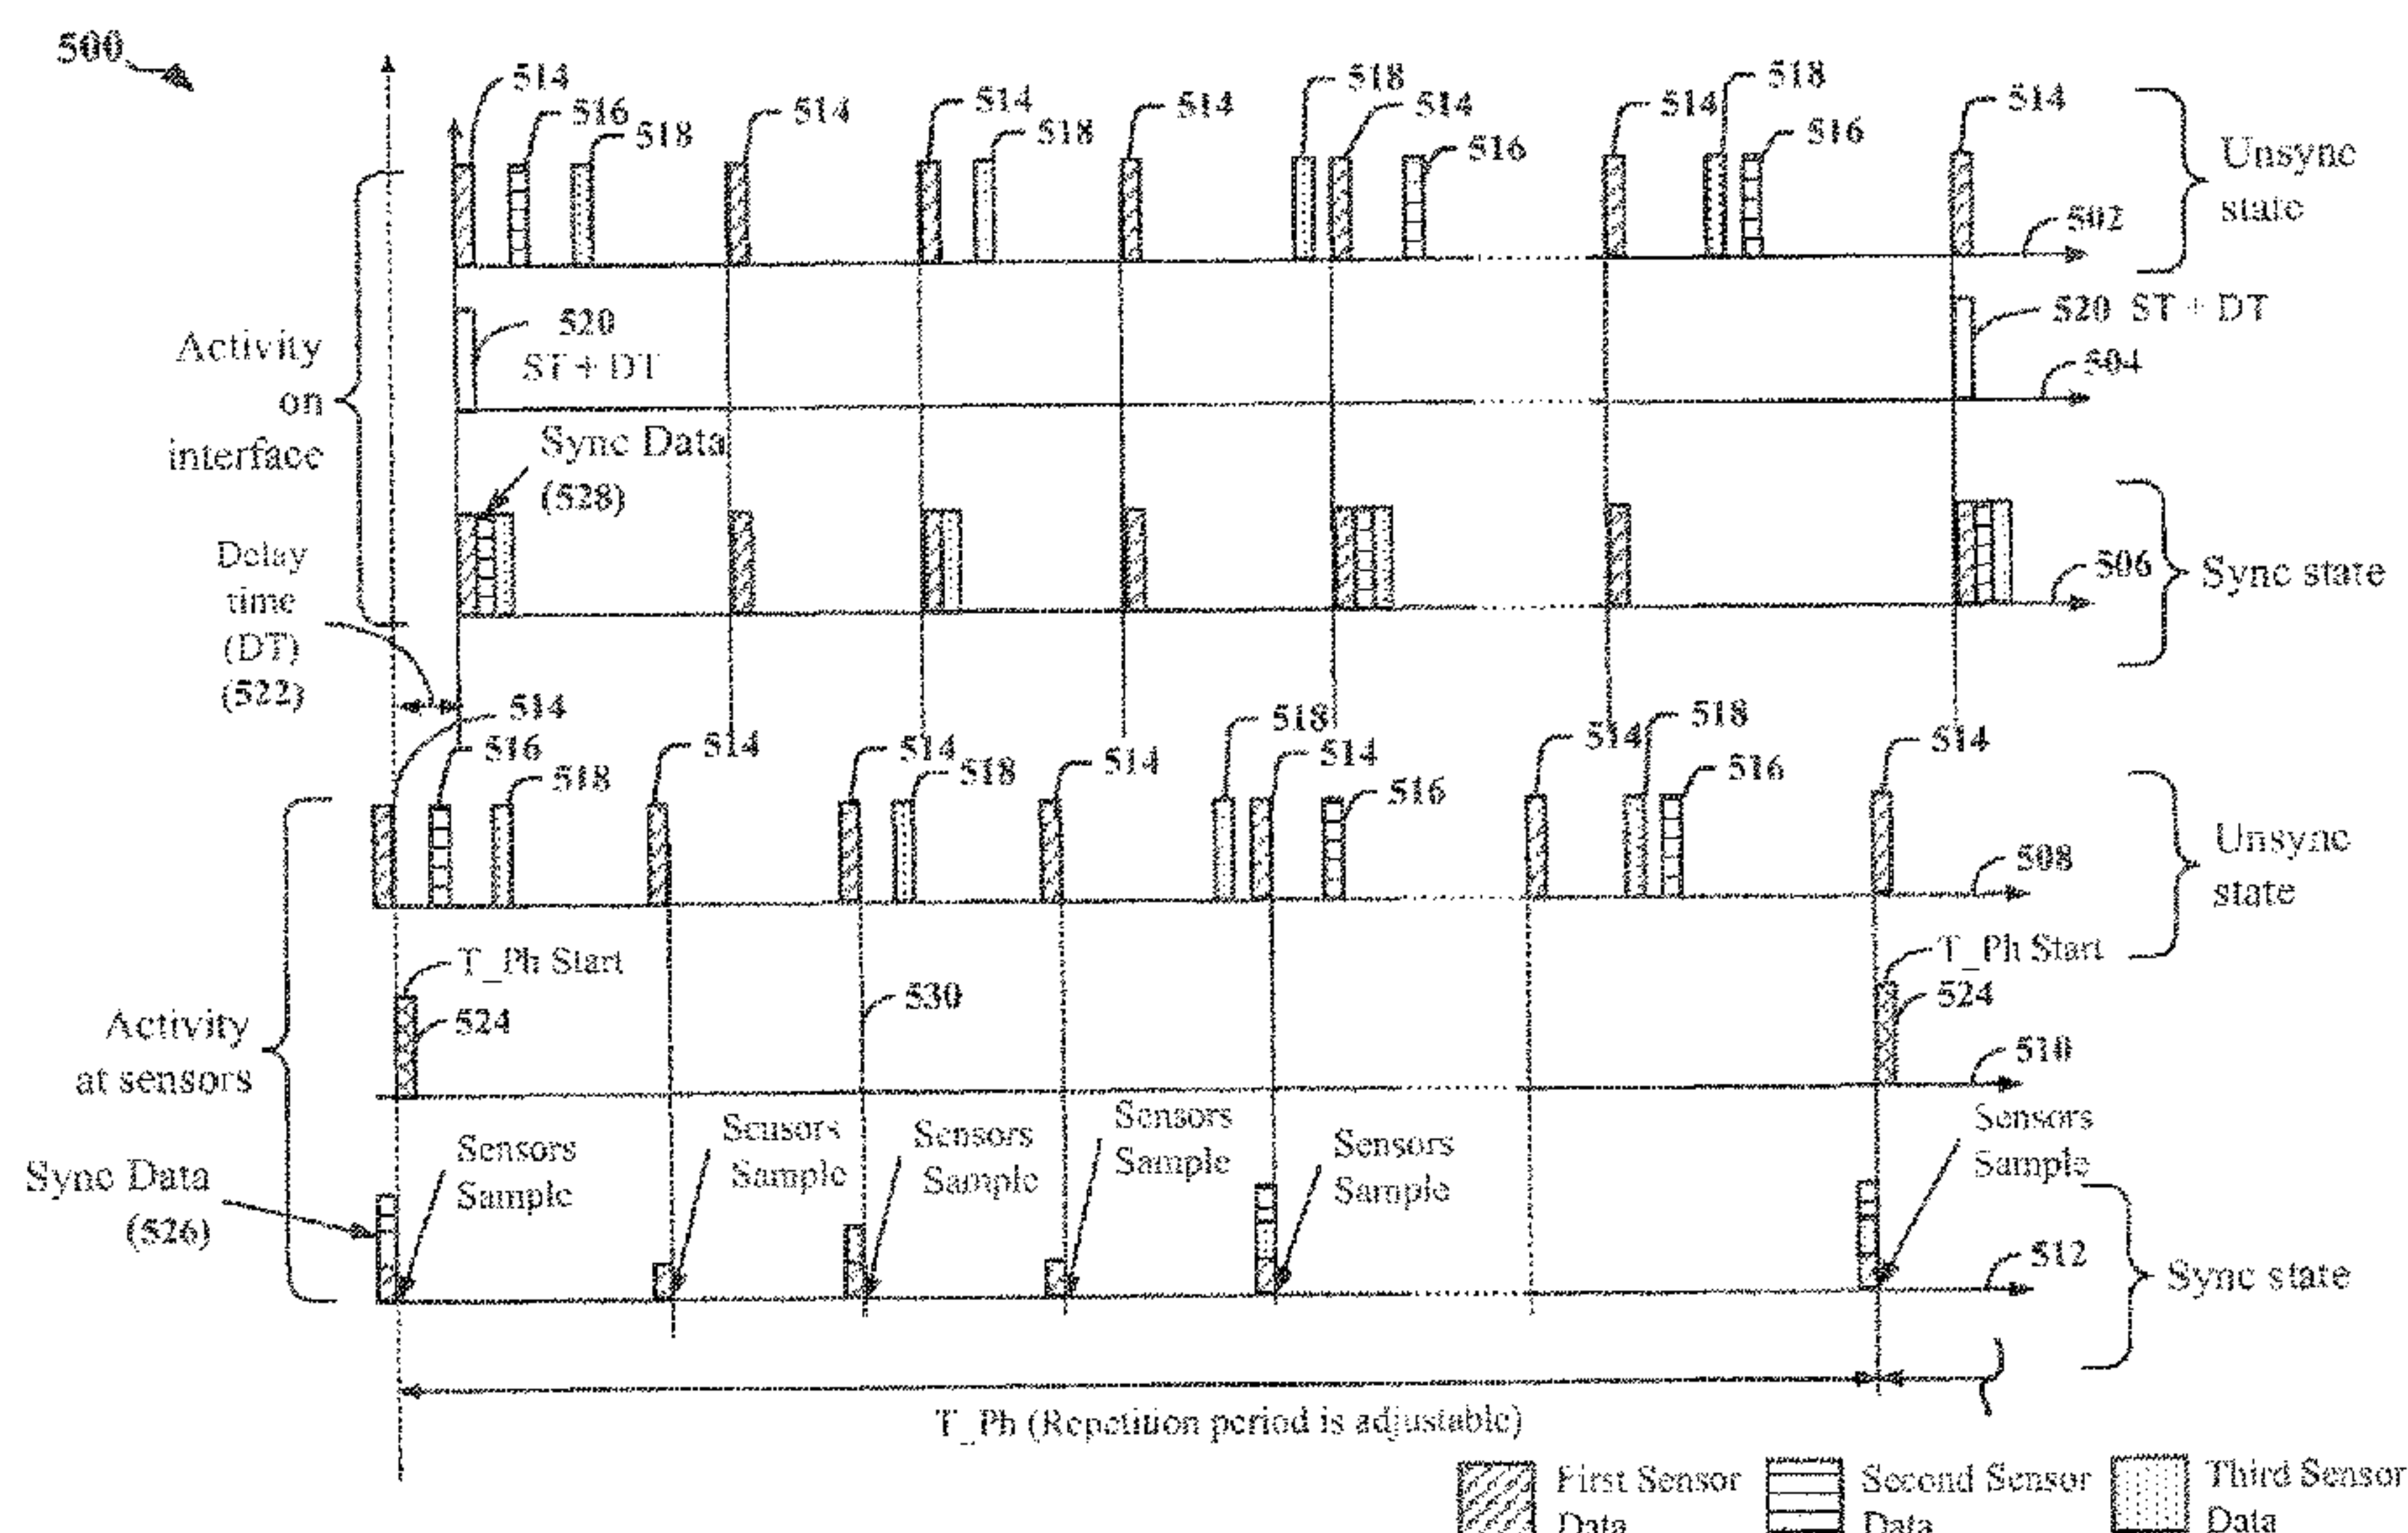 500
514
516
518
514
514
518
514
518
514
516
514
518
516
514
Unsync
state
502
520
ST + DT
520 ST + DT
504
Activity
on
interface
Sync Data
(528)
506
Sync state
Delay
time
(DT)
(522)
514
516
518
514
514
518
514
518
514
516
514
518
516
514
Unsync
state
508
T_Ph Start
524
530
T_Ph Start
524
510
Activity
at sensors
Sync Data
(526)
Sensors
Sample
Sensors
Sample
Sensors
Sample
Sensors
Sample
Sensors
Sample
Sensors
Sample
512
Sync state
T_Ph (Repetition period is adjustable)
First Sensor
Data
Second Sensor
Data
Third Sensor
Data